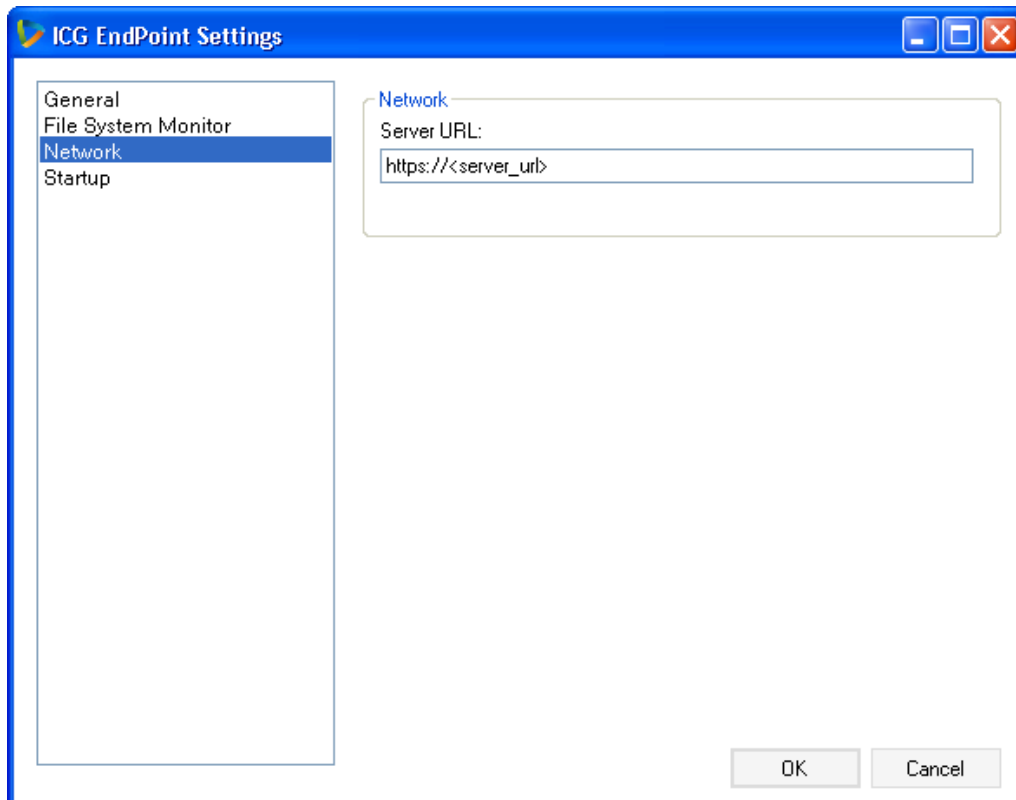 ICG EndPoint Settings
General
File System Monitor
Network
Startup
Network
Server URL:
https://<server_url>
OK
Cancel